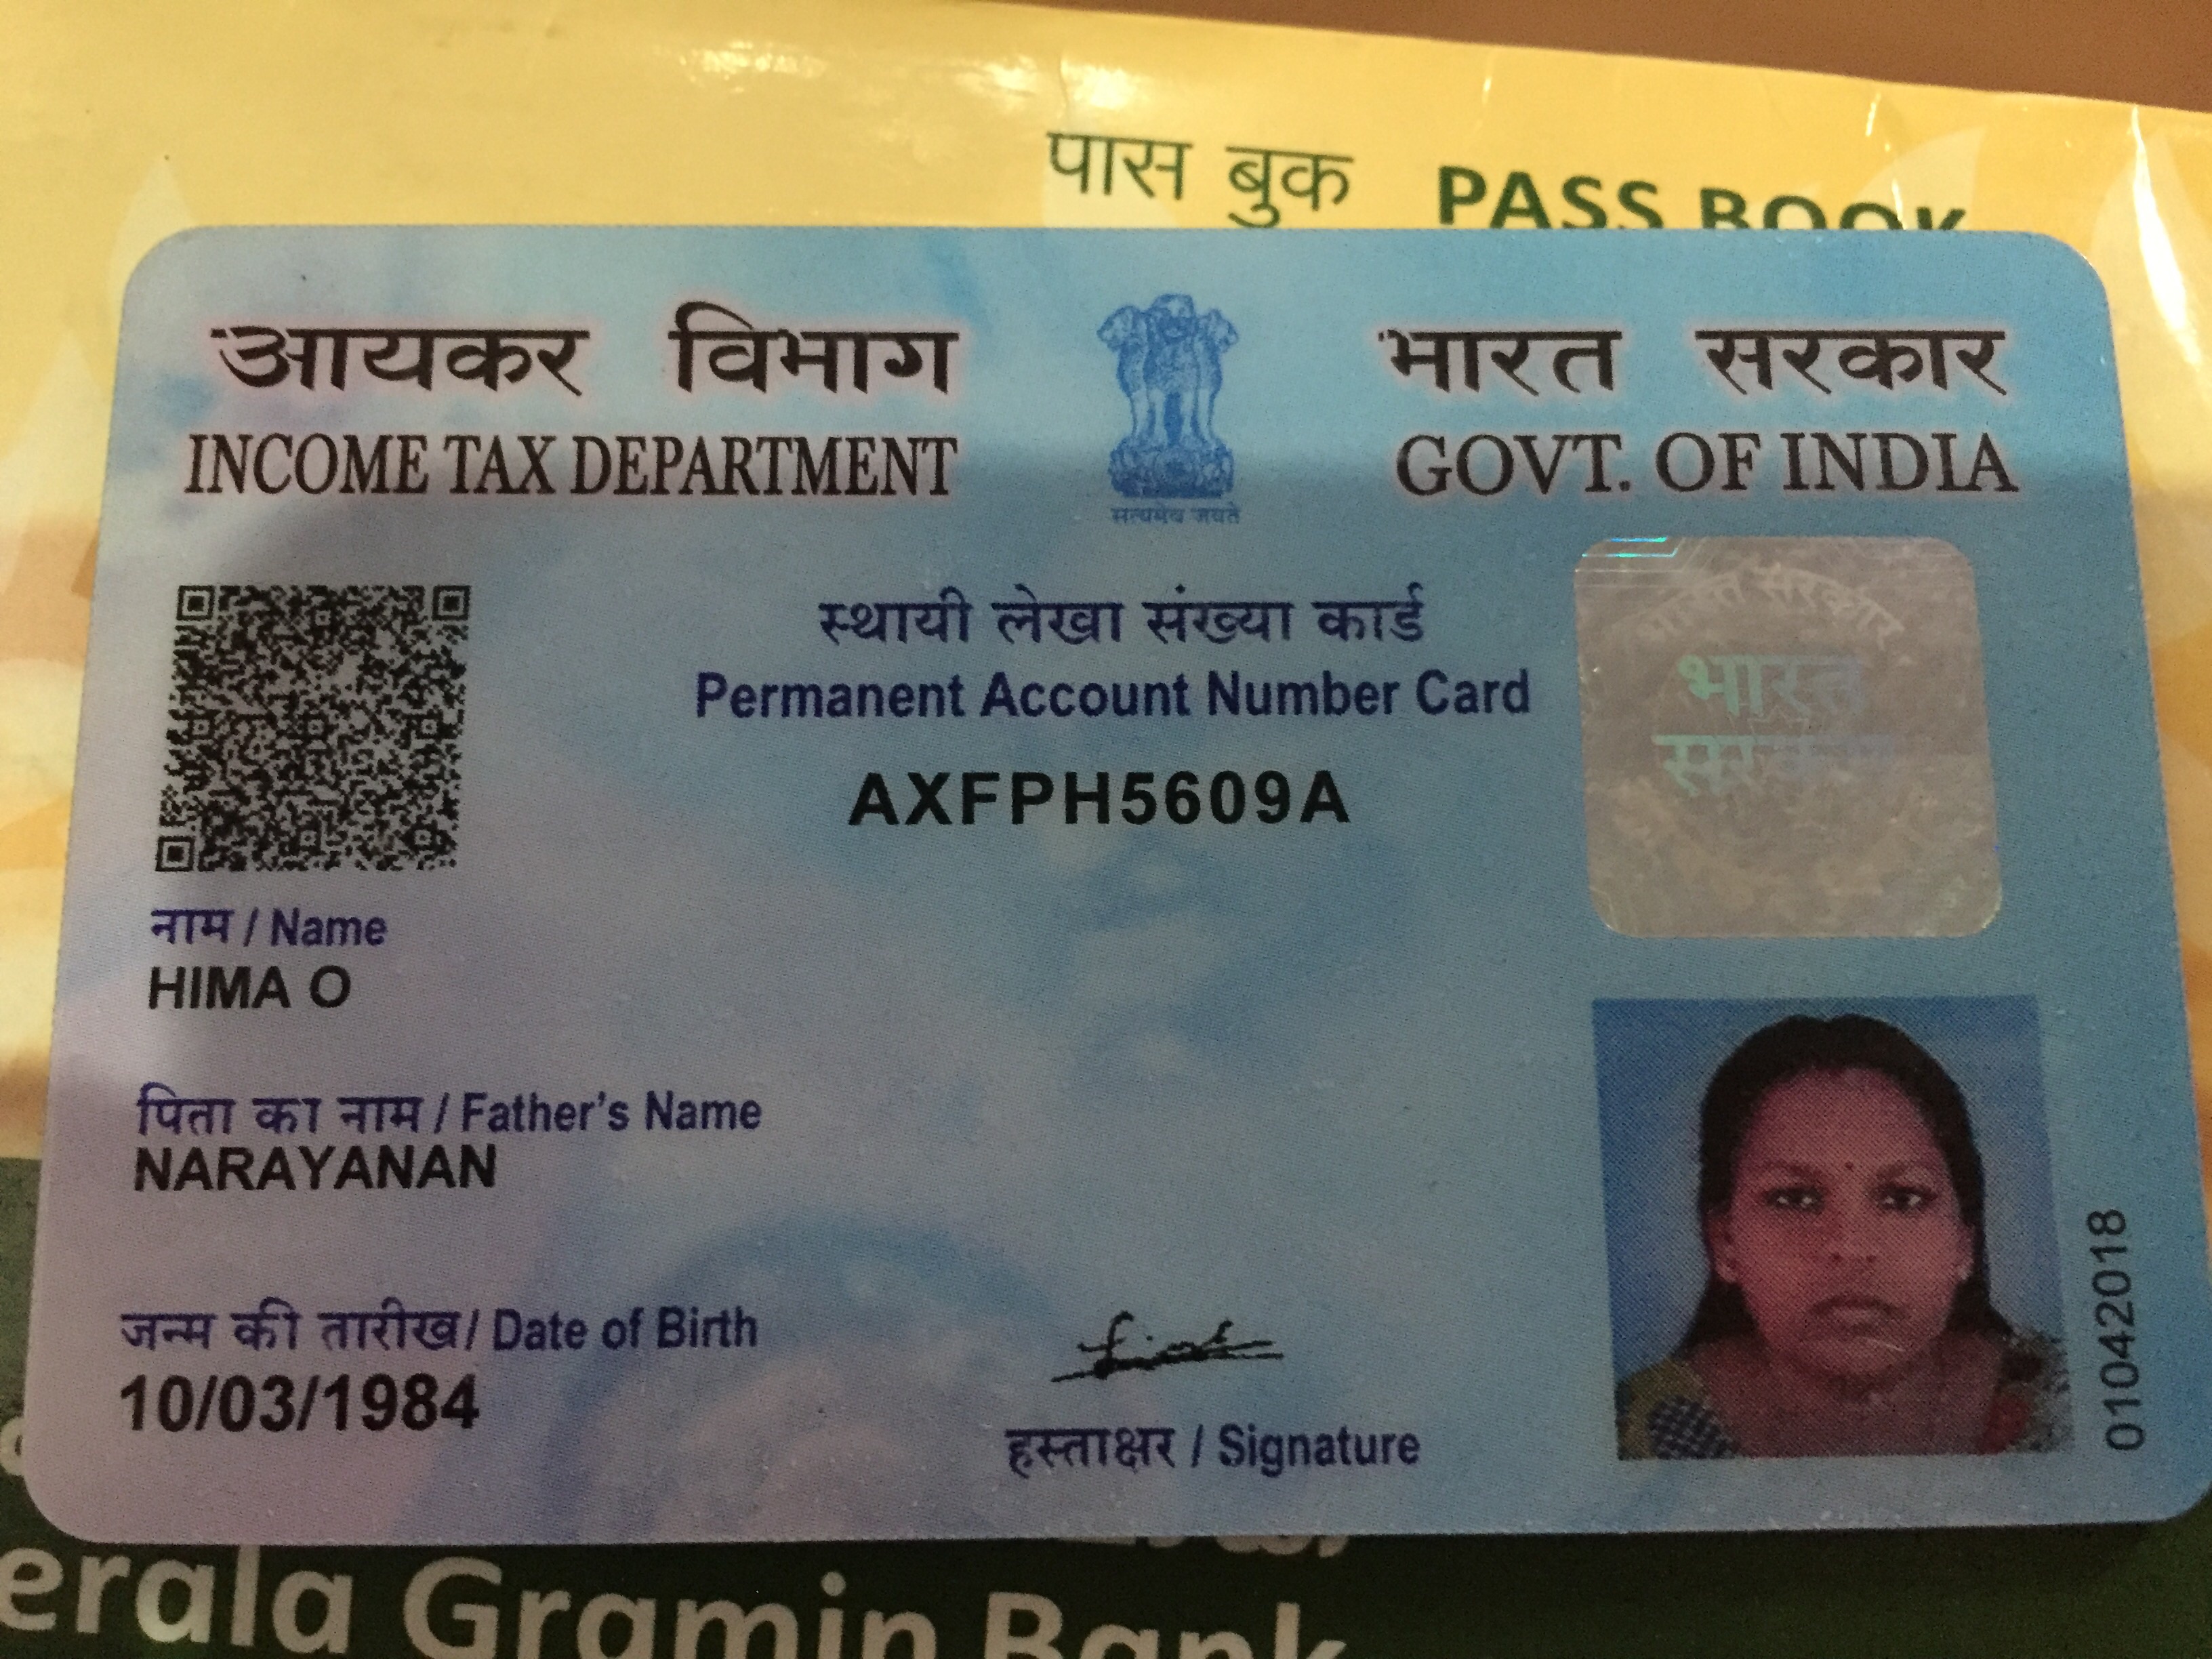 आयकर विभाग
INCOME TAX DEPARTMENT
सत्यमेव जयते
भारत सरकार
GOVT. OF INDIA
स्थायी लेखा संख्या कार्ड
Permanent Account Number Card
AXFPH5609A
नाम / Name
HIMA O
पिता का नाम / Father's Name
NARAYANAN
जन्म की तारीख / Date of Birth
10/03/1984
हस्ताक्षर / Signature
भारत
01042018
पास बुक PASS BOOK
Gramin Bank